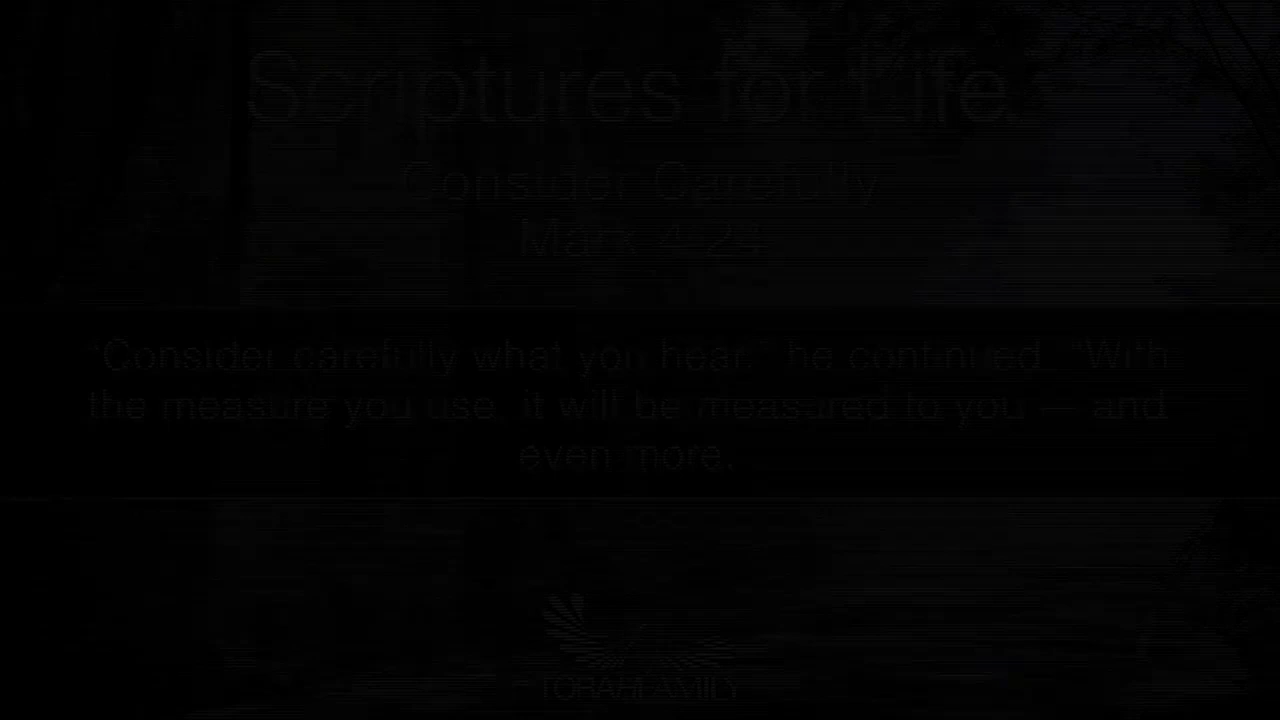 Scriptures for Life.
Consider Carefully
Mark 4:24
"Consider carefully what you hear," he continued. "With
the measure you use, it will be measured to you — and
even more.
TORAHFAMILY